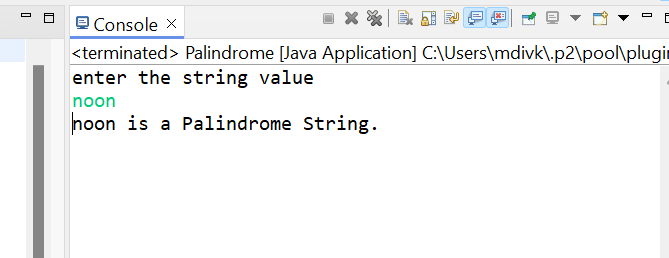 Console
<terminated> Palindrome [Java Application] C:\Users\mdivk\.p2\pool\plugin
enter the string value
noon
noon is a Palindrome String.